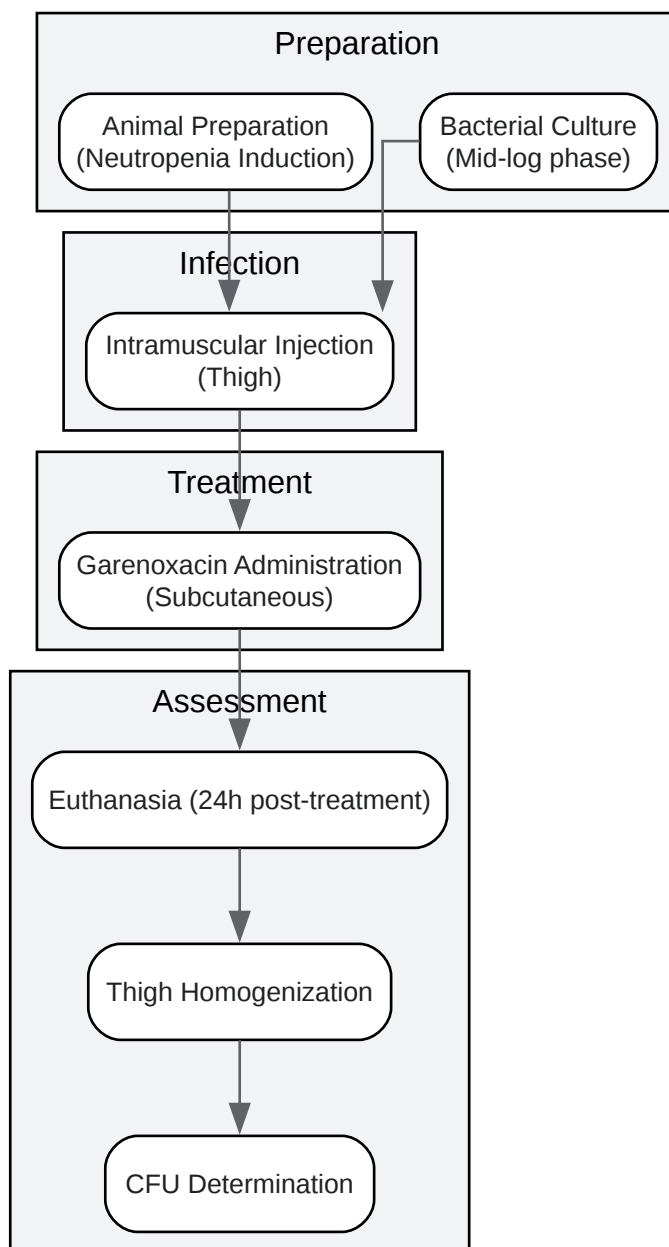 Preparation
Animal Preparation
(Neutropenia Induction)
Bacterial Culture
(Mid-log phase)
Infection
Intramuscular Injection
(Thigh)
Treatment
Garenoxacin Administration
(Subcutaneous)
Assessment
Euthanasia (24h post-treatment)
Thigh Homogenization
CFU Determination